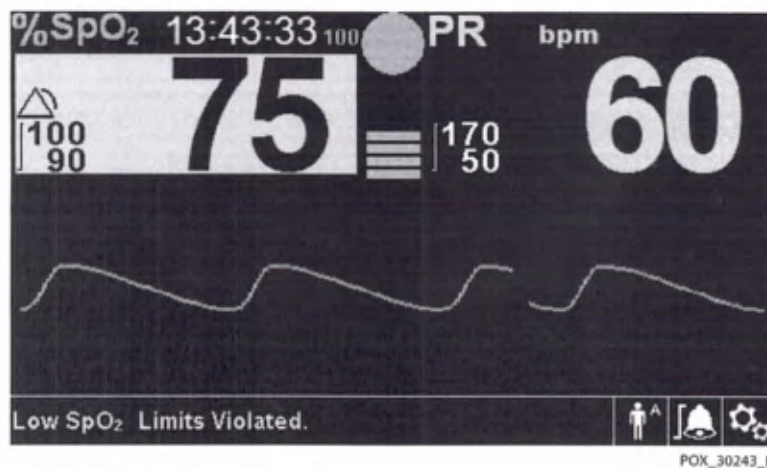 %SpO₂ 13:43:33 100 PR bpm
75 60
100 170
90 50
Low SpO₂ Limits Violated.
A
POX_30243_